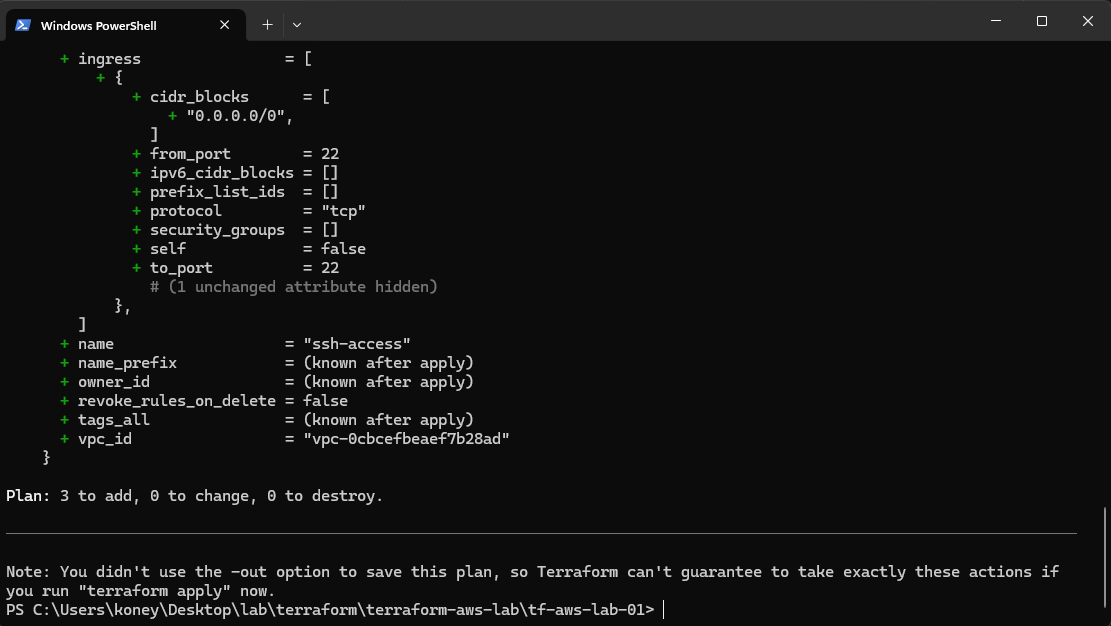 Windows PowerShell
+ ingress = [
+ {
+ cidr_blocks = [
+ "0.0.0.0/0",
]
+ from_port = 22
+ ipv6_cidr_blocks = []
+ prefix_list_ids = []
+ protocol = "tcp"
+ security_groups = []
+ self = false
+ to_port = 22
# (1 unchanged attribute hidden)
},
]
+ name = "ssh-access"
+ name_prefix = (known after apply)
+ owner_id = (known after apply)
+ revoke_rules_on_delete = false
+ tags_all = (known after apply)
+ vpc_id = "vpc-0cbcefbeaef7b28ad"
}
Plan: 3 to add, 0 to change, 0 to destroy.
Note: You didn't use the -out option to save this plan, so Terraform can't guarantee to take exactly these actions if
you run "terraform apply" now.
PS C:\Users\koney\Desktop\lab\terraform\terraform-aws-lab\tf-aws-lab-01>